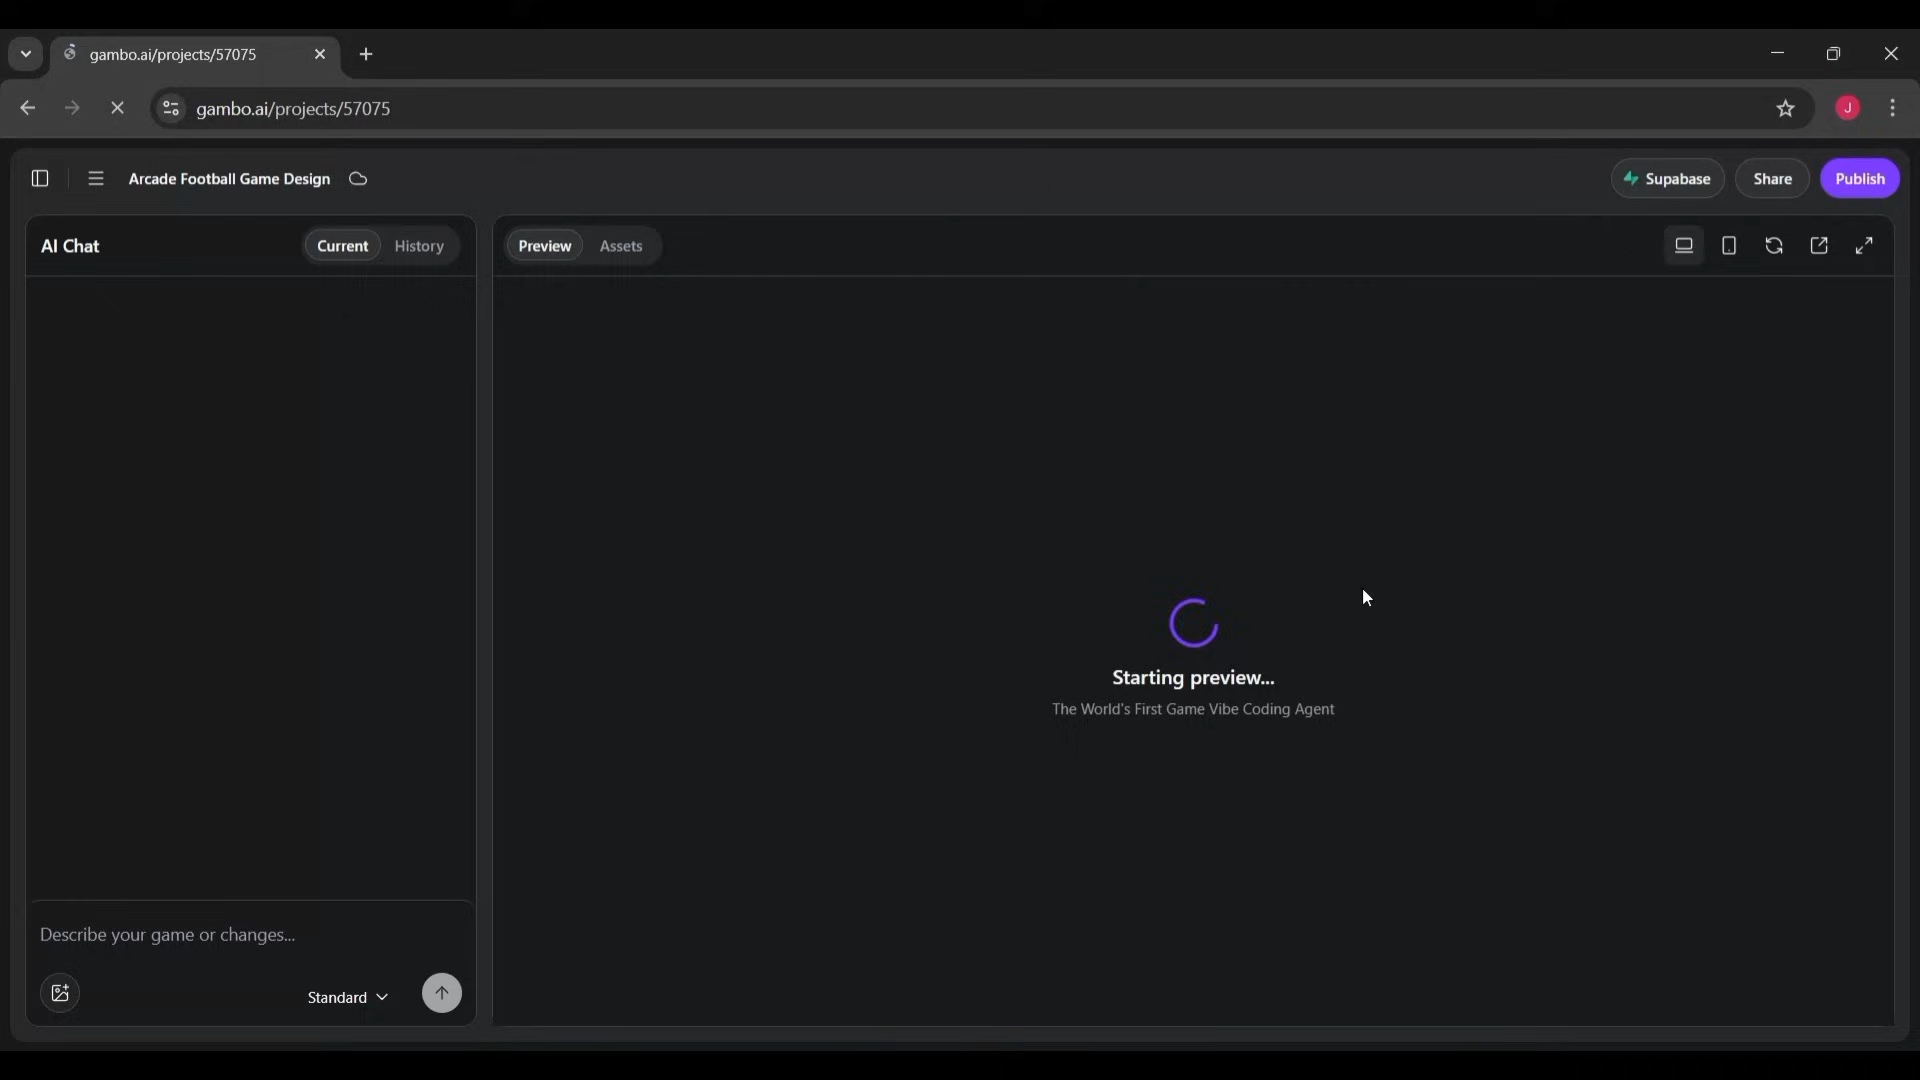 gambo.ai/projects/57075
gambo.ai/projects/57075
J
Arcade Football Game Design
Supabase
Share
Publish
AI Chat
Current
History
Preview
Assets
Starting preview...
The World's First Game Vibe Coding Agent
Describe your game or changes...
Standard